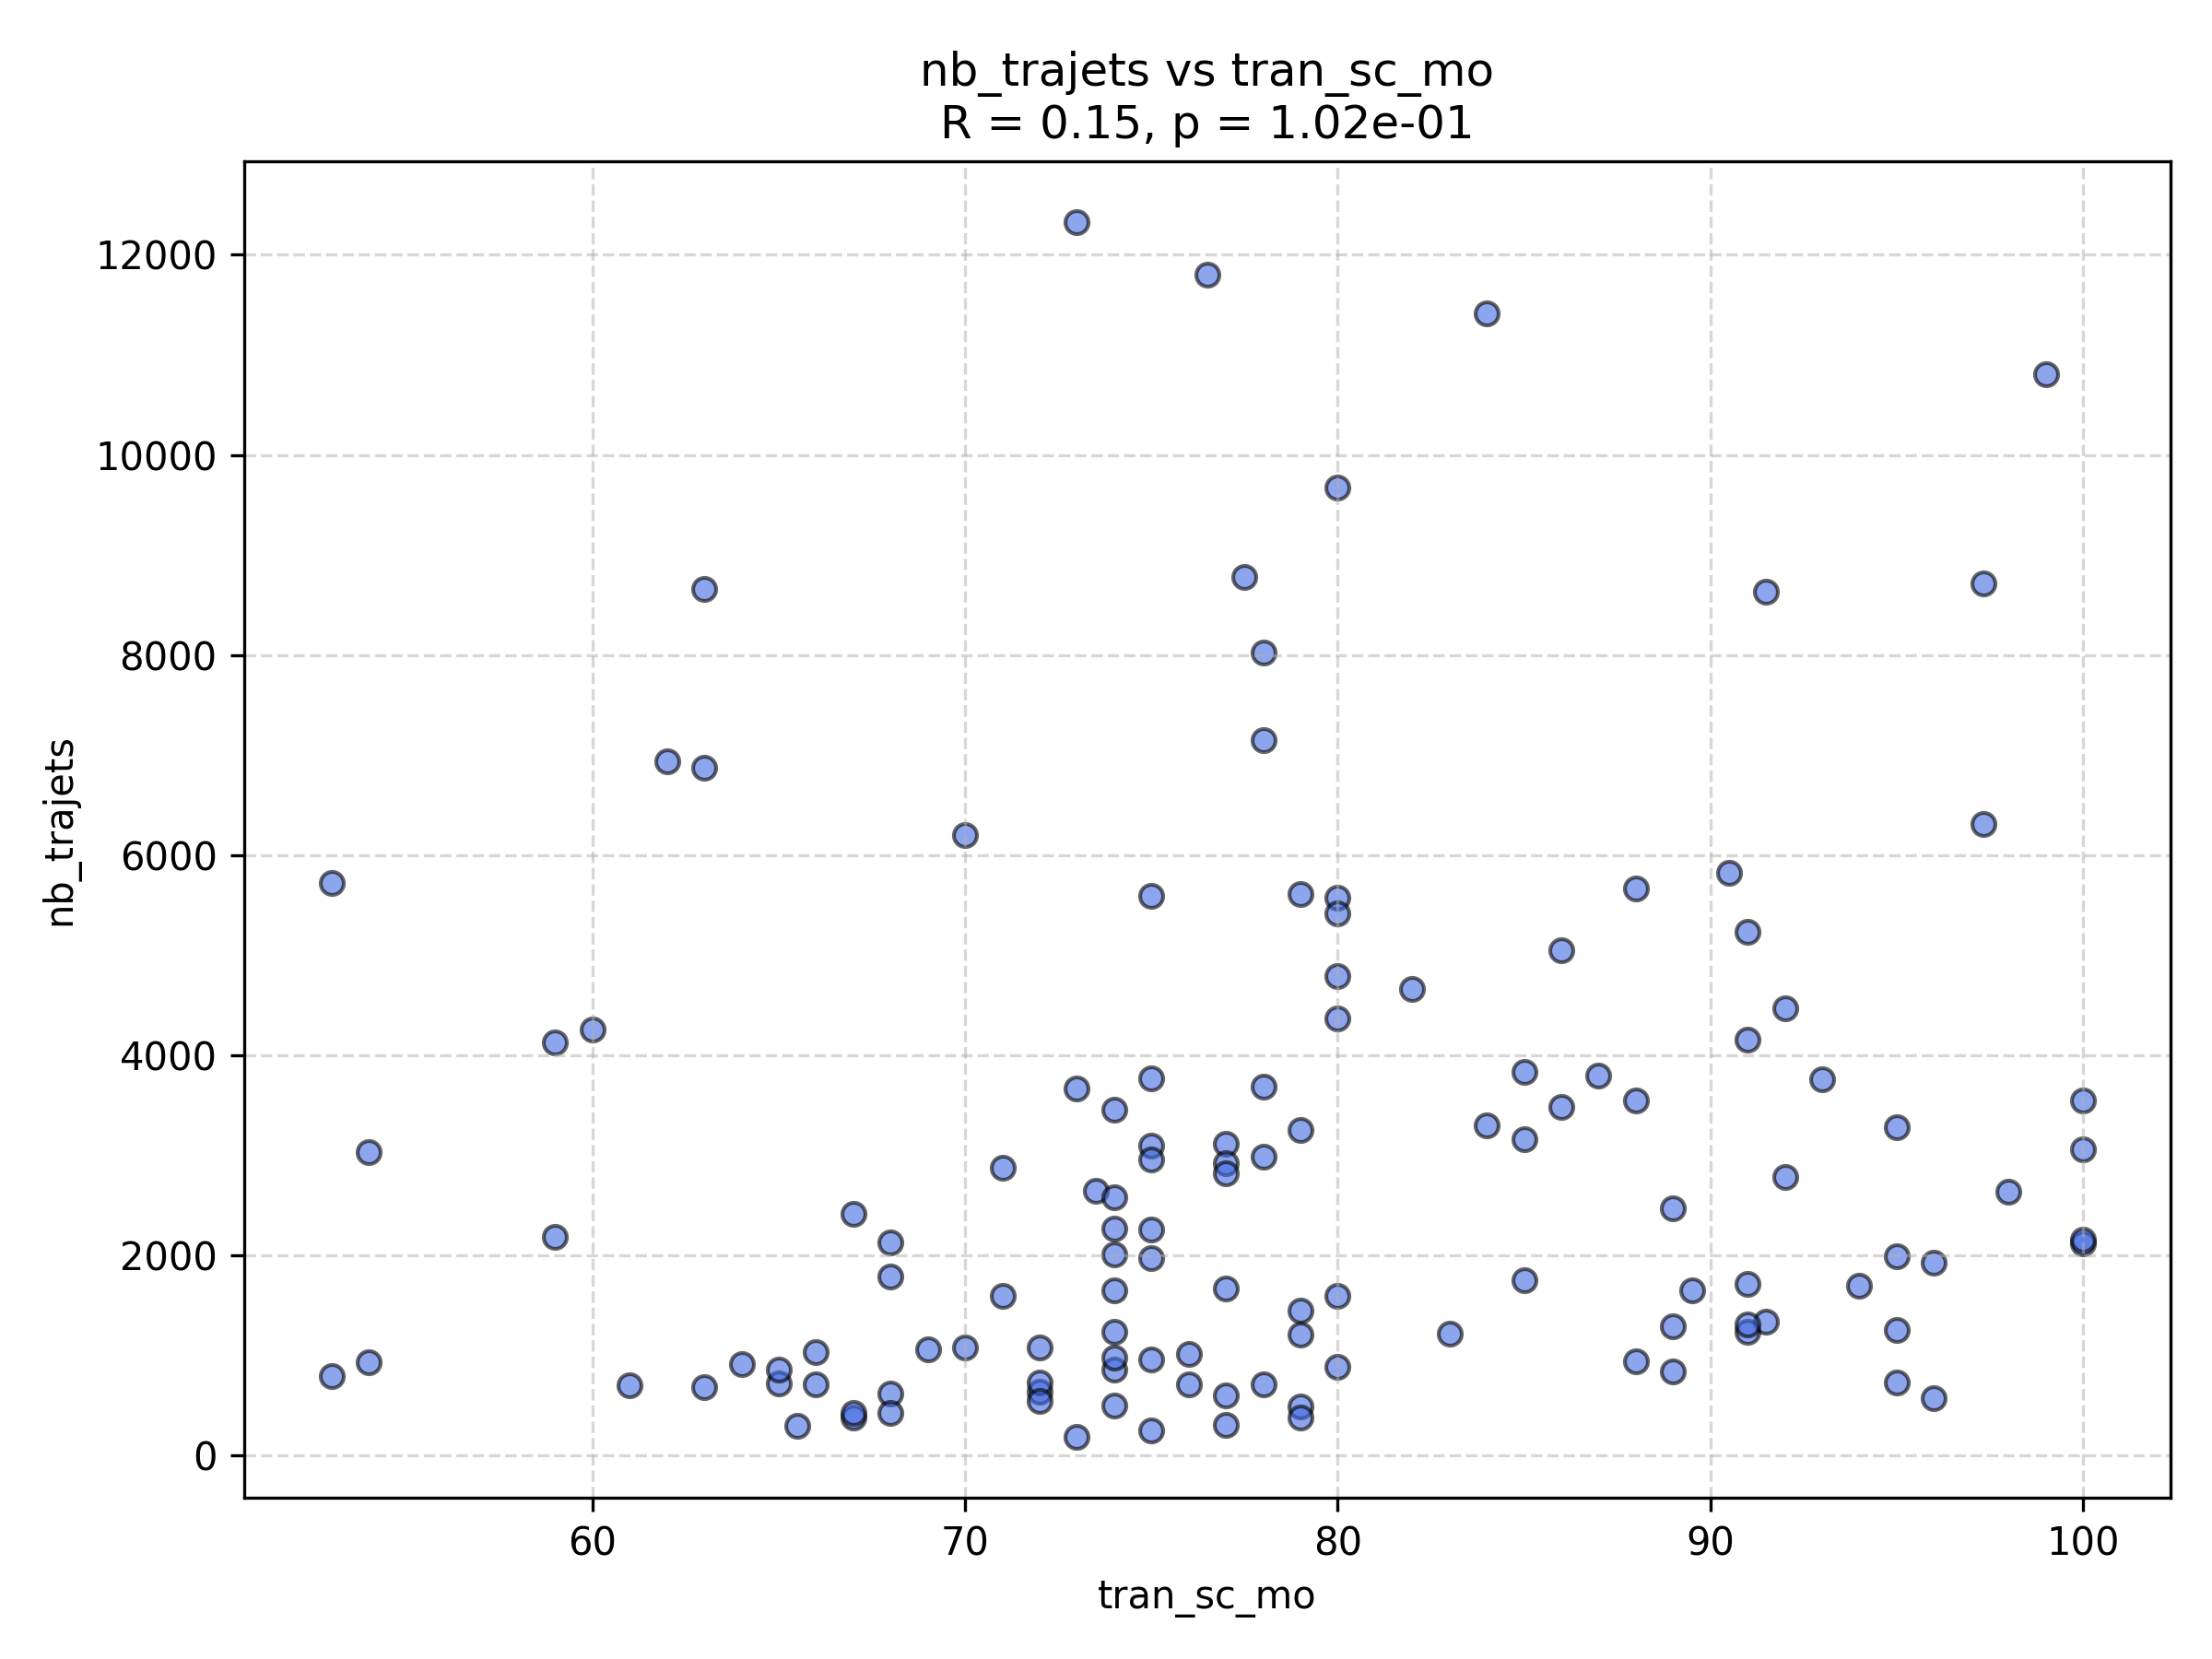 nb_trajets vs tran_sc_mo
R = 0.15, p = 1.02e-01
12000
10000
8000
6000
4000
2000
0
nb_trajets
60 70 80 90 100
tran_sc_mo